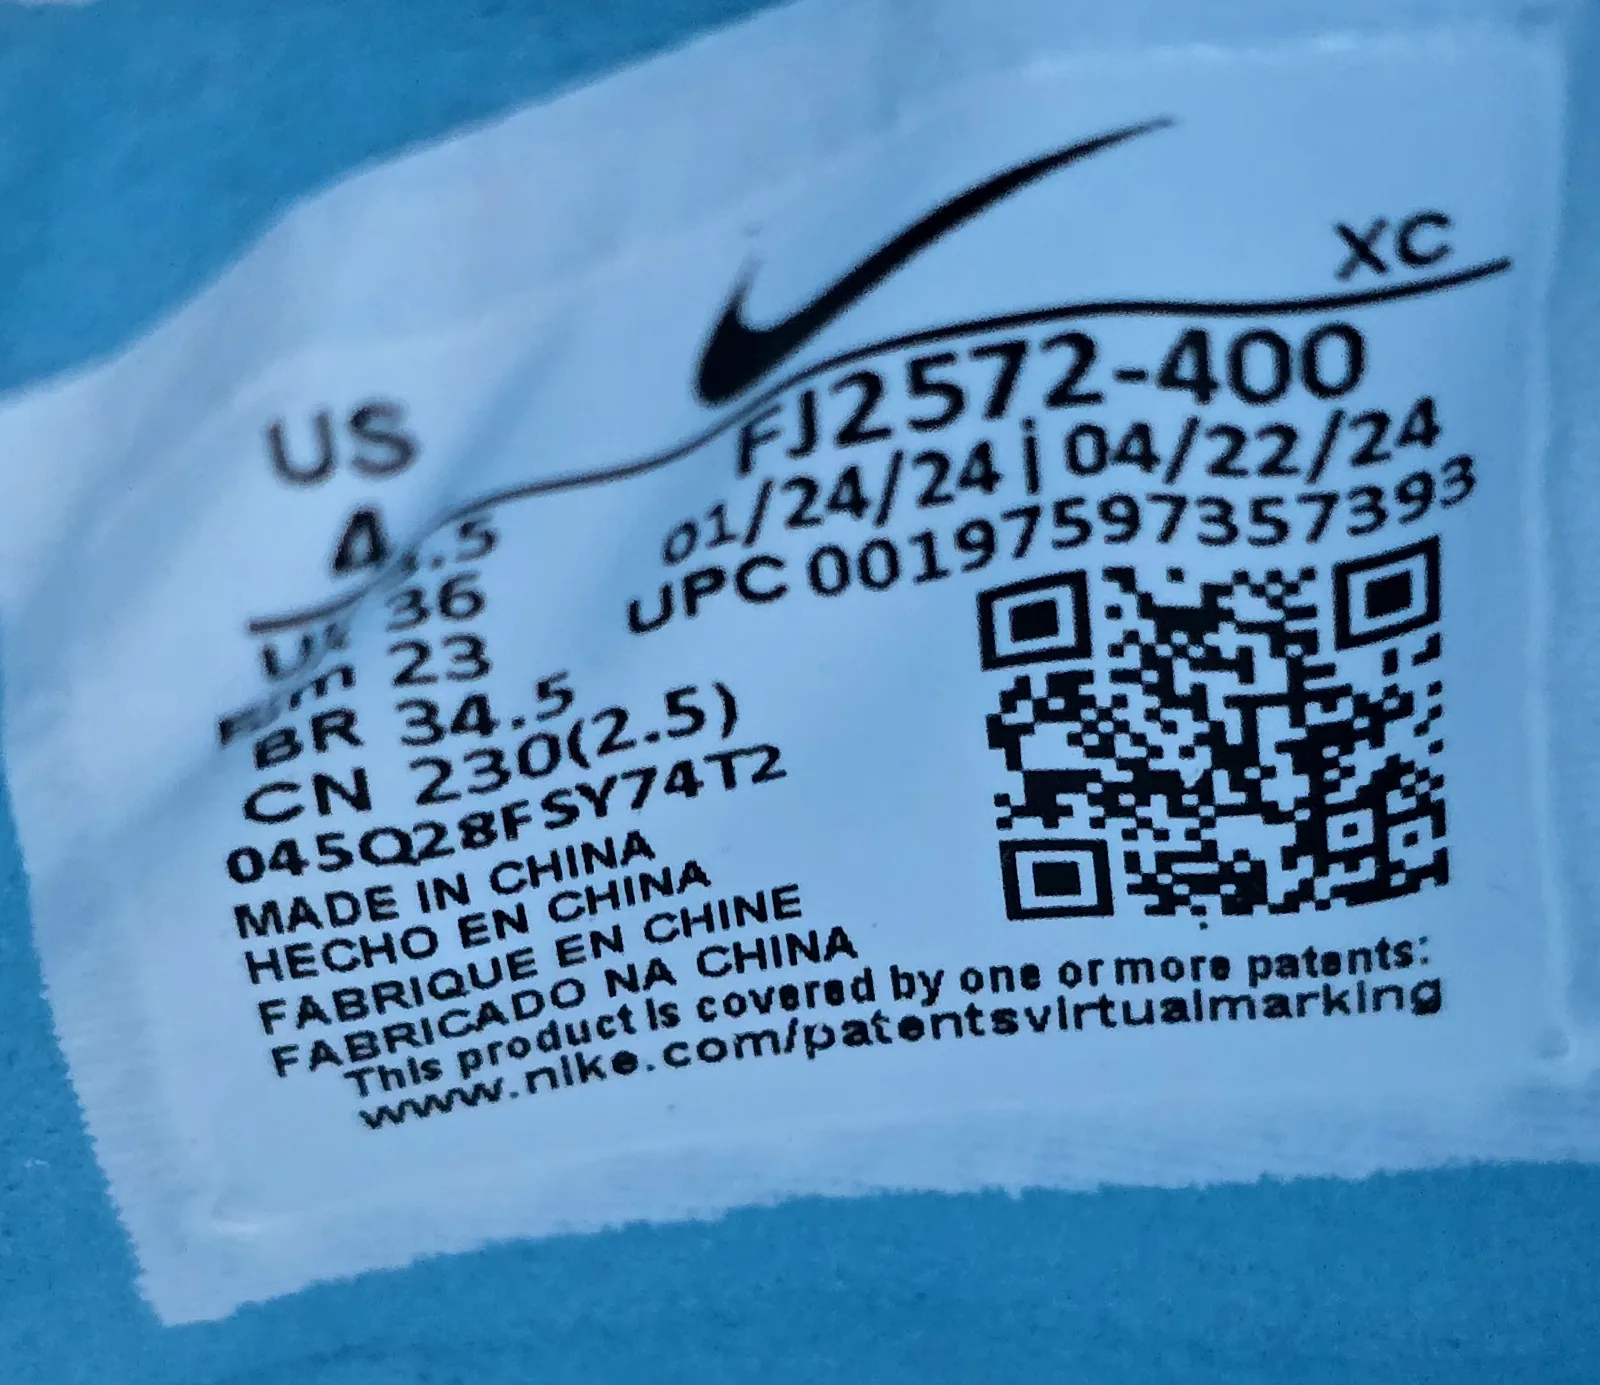 XC
FJ2572-400
01/24/24 | 04/22/24
UPC 00197597357393
US
4.5
36
cm 23
BR 34.5
CN 230(2.5)
045Q28FSY74T2
MADE IN CHINA
HECHO EN CHINA
FABRIQUE EN CHINE
FABRICADO NA CHINA
This product is covered by one or more patents:
www.nike.com/patentsvirtualmarking